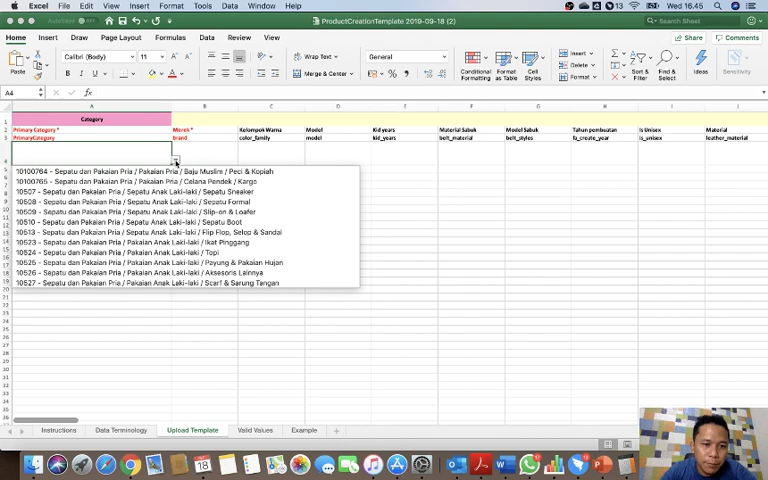 Excel File Edit View Insert Format Tools Data Window Help 13 Wed 16.45
AutoSave OFF ProductCreationTemplate 2019-09-18 (2) Search Sheet
Home Insert Draw Page Layout Formulas Data Review View Share Comments
Paste Calibri (Body) 11 Wrap Text General Insert
B I U Merge & Center Delete
Conditional Formatting Format as Table Cell Styles Format Sort & Filter Find & Select Ideas Sensitivity
A4 fx
A B C D E F G H I J
1 Category
2 Primary Category * Merek * Kelompok Warna Model Kid years Material Sabuk Model Sabuk Tahun pembuatan Is Unisex Material
3 PrimaryCategory brand color_family model kid_years belt_material belt_styles fa_create_year is_unisex leather_material
4
10100764 - Sepatu dan Pakaian Pria / Pakaian Pria / Baju Muslim / Peci & Kopiah
10100765 - Sepatu dan Pakaian Pria / Pakaian Pria / Celana Pendek / Kargo
10507 - Sepatu dan Pakaian Pria / Sepatu Anak Laki-laki / Sepatu Sneaker
10508 - Sepatu dan Pakaian Pria / Sepatu Anak Laki-laki / Sepatu Formal
10509 - Sepatu dan Pakaian Pria / Sepatu Anak Laki-laki / Slip-on & Loafer
10510 - Sepatu dan Pakaian Pria / Sepatu Anak Laki-laki / Sepatu Boot
10513 - Sepatu dan Pakaian Pria / Sepatu Anak Laki-laki / Flip Flop, Selop & Sandal
10523 - Sepatu dan Pakaian Pria / Pakaian Anak Laki-laki / Ikat Pinggang
10524 - Sepatu dan Pakaian Pria / Pakaian Anak Laki-laki / Topi
10525 - Sepatu dan Pakaian Pria / Pakaian Anak Laki-laki / Payung & Pakaian Hujan
10526 - Sepatu dan Pakaian Pria / Pakaian Anak Laki-laki / Aksesoris Lainnya
10527 - Sepatu dan Pakaian Pria / Pakaian Anak Laki-laki / Scarf & Sarung Tangan
Instructions Data Terminology Upload Template Valid Values Example